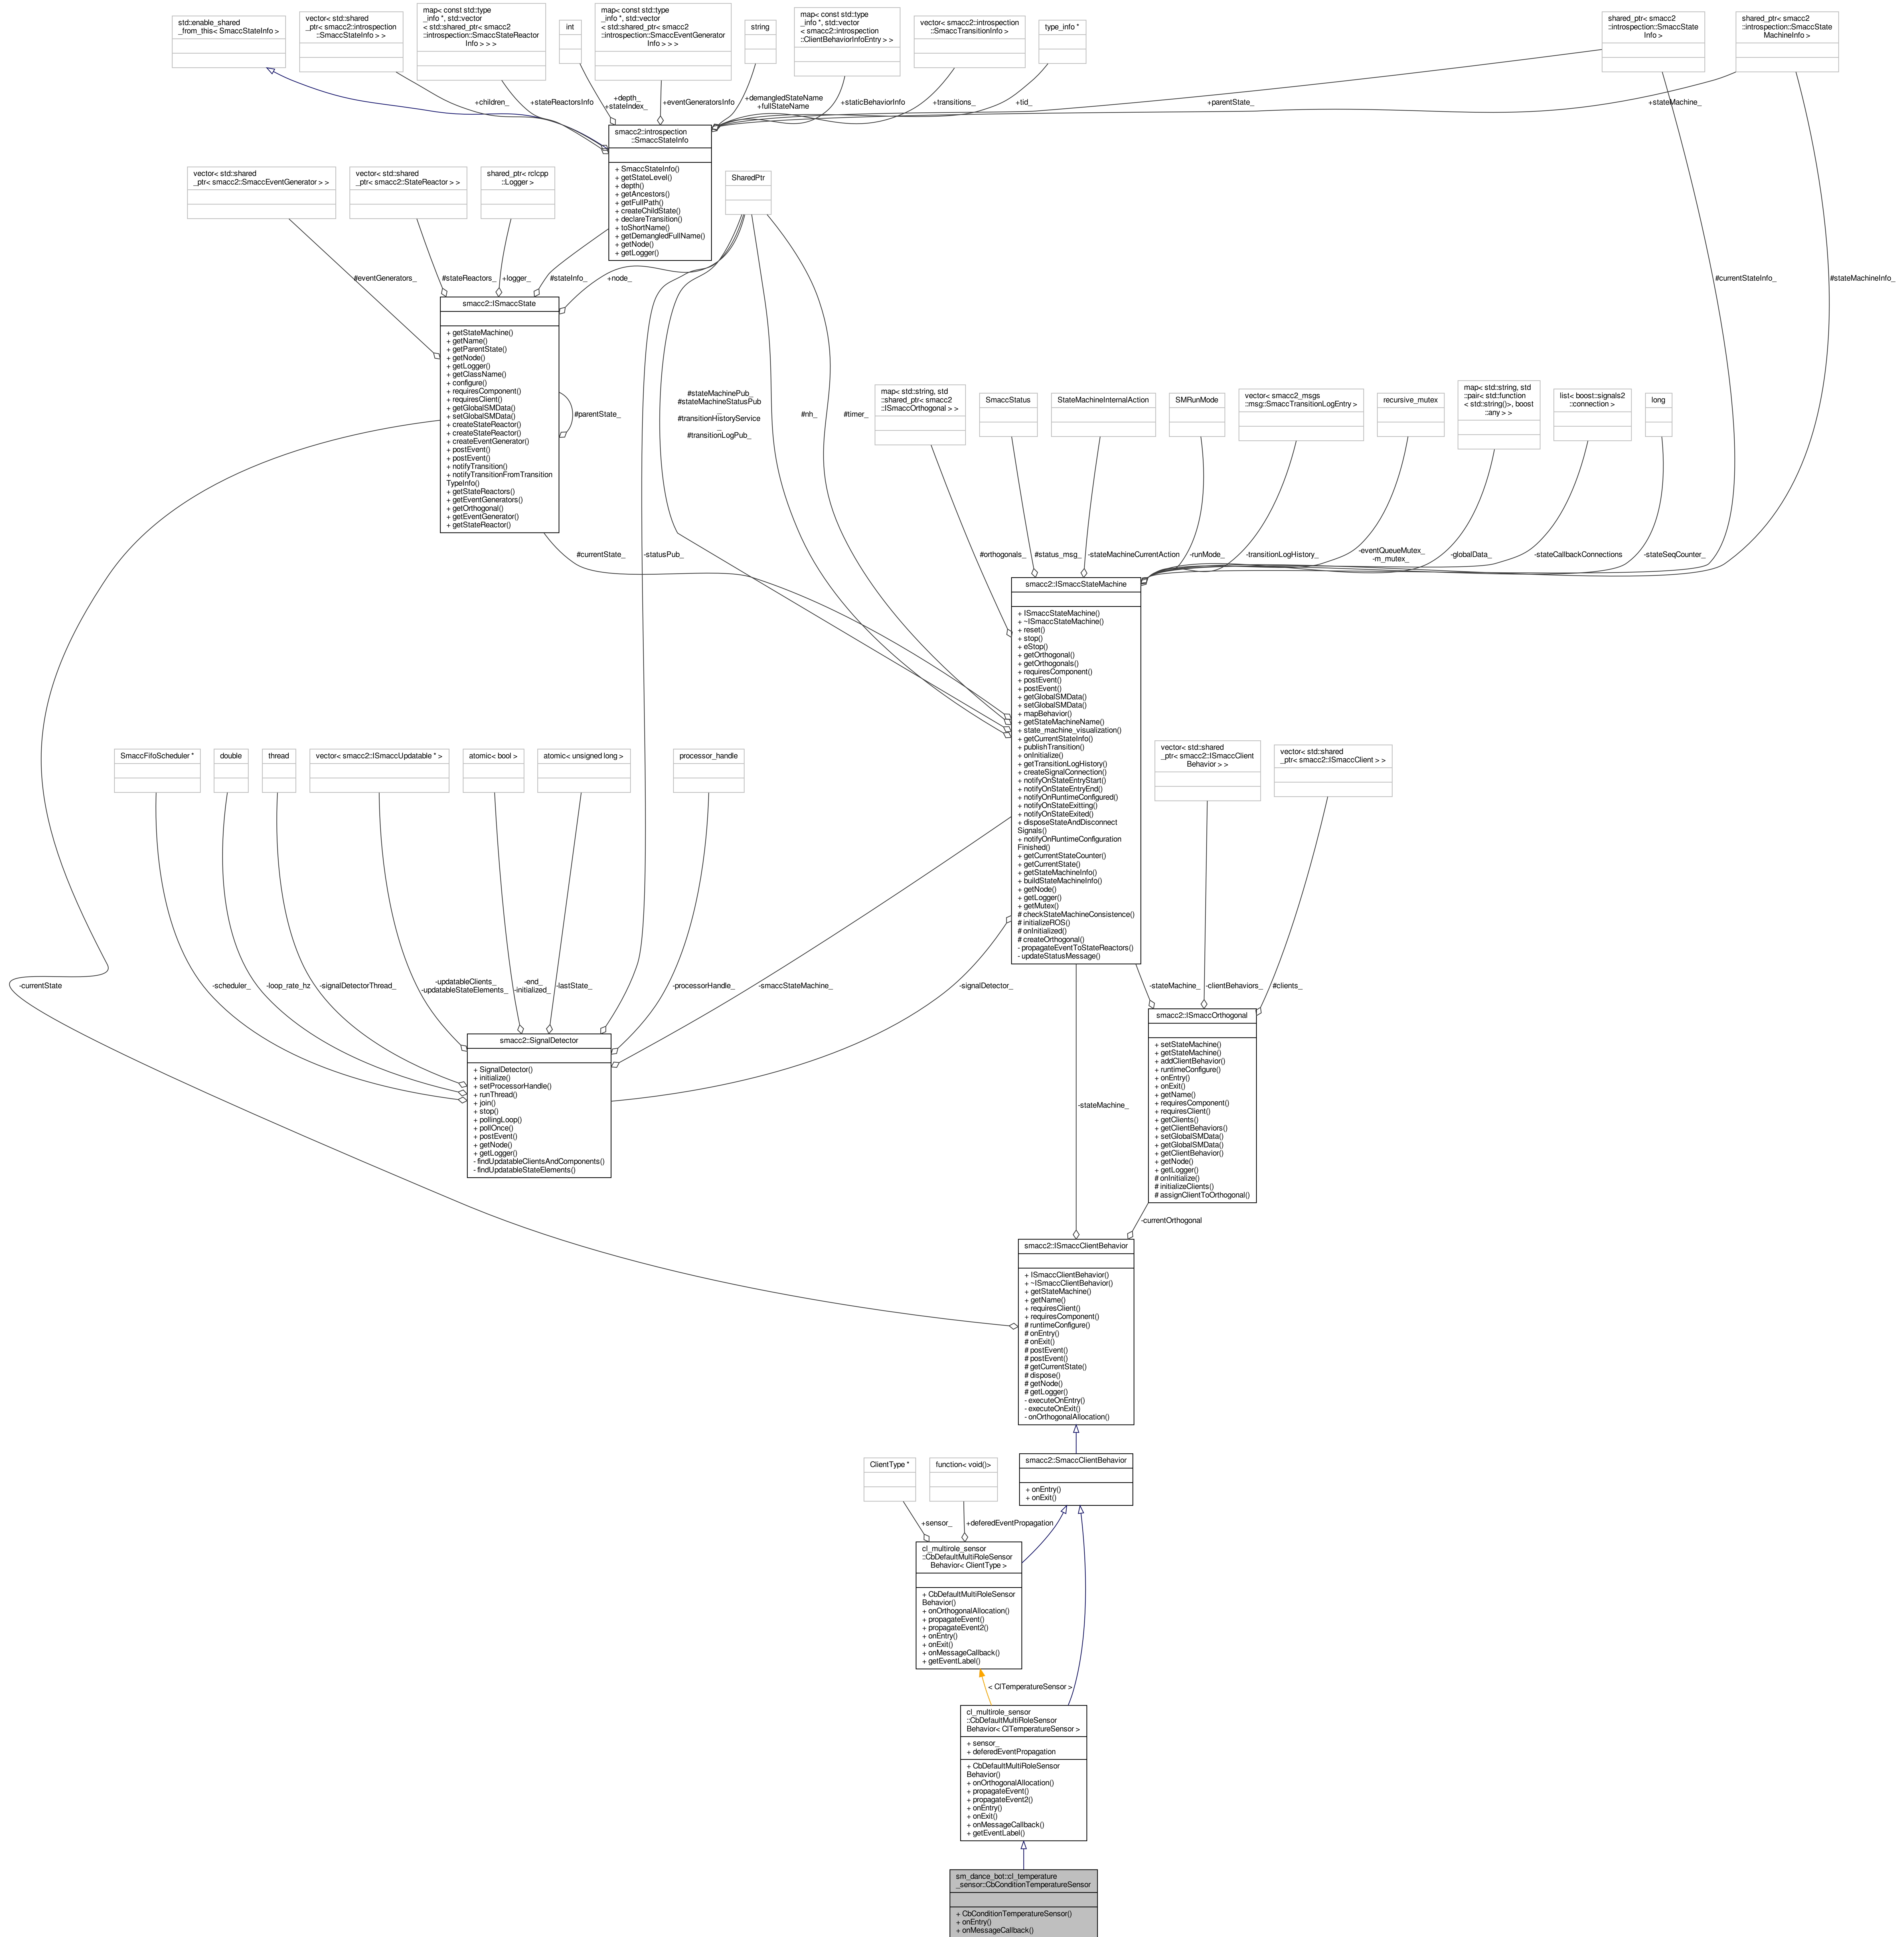 std::enable_shared
_from_this< SmaccStateInfo >
vector< std::shared
_ptr< smacc2::introspection
::SmaccStateInfo > >
map< const std::type
_info *, std::vector
< std::shared_ptr< smacc2
::introspection::SmaccStateReactor
Info > > >
int
map< const std::type
_info *, std::vector
< std::shared_ptr< smacc2
::introspection::SmaccEventGenerator
Info > > >
string
map< const std::type
_info *, std::vector
< smacc2::introspection
::ClientBehaviorInfoEntry > >
vector< smacc2::introspection
::SmaccTransitionInfo >
type_info *
shared_ptr< smacc2
::introspection::SmaccState
Info >
shared_ptr< smacc2
::introspection::SmaccState
MachineInfo >
+children_
+stateReactorsInfo
+depth_
+stateIndex_
+eventGeneratorsInfo
+demangledStateName
+fullStateName
+staticBehaviorInfo
+transitions_
+tid_
+parentState_
+stateMachine_
smacc2::introspection
::SmaccStateInfo
+ SmaccStateInfo()
+ getStateLevel()
+ depth()
+ getAncestors()
+ getFullPath()
+ createChildState()
+ declareTransition()
+ toShortName()
+ getDemangledFullName()
+ getNode()
+ getLogger()
vector< std::shared
_ptr< smacc2::SmaccEventGenerator > >
vector< std::shared
_ptr< smacc2::StateReactor > >
shared_ptr< rclcpp
::Logger >
SharedPtr
#eventGenerators_
#stateReactors_
+logger_
#stateInfo_
+node_
#currentStateInfo_
#stateMachineInfo_
smacc2::ISmaccState
+ getStateMachine()
+ getName()
+ getParentState()
+ getNode()
+ getLogger()
+ getClassName()
+ configure()
+ requiresComponent()
+ requiresClient()
+ getGlobalSMData()
+ setGlobalSMData()
+ createStateReactor()
+ createStateReactor()
+ createEventGenerator()
+ postEvent()
+ postEvent()
+ notifyTransition()
+ notifyTransitionFromTransition
TypeInfo()
+ getStateReactors()
+ getEventGenerators()
+ getOrthogonal()
+ getEventGenerator()
+ getStateReactor()
#parentState_
#stateMachinePub_
#stateMachineStatusPub
_
#transitionHistoryService
_
#transitionLogPub_
#nh_
#timer_
map< std::string, std
::shared_ptr< smacc2
::ISmaccOrthogonal > >
SmaccStatus
StateMachineInternalAction
SMRunMode
vector< smacc2_msgs
::msg::SmaccTransitionLogEntry >
recursive_mutex
map< std::string, std
::pair< std::function
< std::string()>, boost
::any > >
list< boost::signals2
::connection >
long
#currentState_
-statusPub_
#orthogonals_
#status_msg_
-stateMachineCurrentAction
-runMode_
-transitionLogHistory_
-eventQueueMutex_
-m_mutex_
-globalData_
-stateCallbackConnections
-stateSeqCounter_
smacc2::ISmaccStateMachine
+ ISmaccStateMachine()
+ ~ISmaccStateMachine()
+ reset()
+ stop()
+ eStop()
+ getOrthogonal()
+ getOrthogonals()
+ requiresComponent()
+ postEvent()
+ postEvent()
+ getGlobalSMData()
+ setGlobalSMData()
+ mapBehavior()
+ getStateMachineName()
+ state_machine_visualization()
+ getCurrentStateInfo()
+ publishTransition()
+ onInitialize()
+ getTransitionLogHistory()
+ createSignalConnection()
+ notifyOnStateEntryStart()
+ notifyOnStateEntryEnd()
+ notifyOnRuntimeConfigured()
+ notifyOnStateExitting()
+ notifyOnStateExited()
+ disposeStateAndDisconnect
Signals()
+ notifyOnRuntimeConfiguration
Finished()
+ getCurrentStateCounter()
+ getCurrentState()
+ getStateMachineInfo()
+ buildStateMachineInfo()
+ getNode()
+ getLogger()
+ getMutex()
# checkStateMachineConsistence()
# initializeROS()
# onInitialized()
# createOrthogonal()
- propagateEventToStateReactors()
- updateStatusMessage()
SmaccFifoScheduler *
double
thread
vector< smacc2::ISmaccUpdatable * >
atomic< bool >
atomic< unsigned long >
processor_handle
vector< std::shared
_ptr< smacc2::ISmaccClient
Behavior > >
vector< std::shared
_ptr< smacc2::ISmaccClient > >
-currentState
-scheduler_
-loop_rate_hz
-signalDetectorThread_
-updatableClients_
-updatableStateElements_
-end_
-initialized_
-lastState_
-processorHandle_
-smaccStateMachine_
-signalDetector_
-stateMachine_
-clientBehaviors_
#clients_
smacc2::SignalDetector
+ SignalDetector()
+ initialize()
+ setProcessorHandle()
+ runThread()
+ join()
+ stop()
+ pollingLoop()
+ pollOnce()
+ postEvent()
+ getNode()
+ getLogger()
- findUpdatableClientsAndComponents()
- findUpdatableStateElements()
smacc2::ISmaccOrthogonal
+ setStateMachine()
+ getStateMachine()
+ addClientBehavior()
+ runtimeConfigure()
+ onEntry()
+ onExit()
+ getName()
+ requiresComponent()
+ requiresClient()
+ getClients()
+ getClientBehaviors()
+ setGlobalSMData()
+ getGlobalSMData()
+ getClientBehavior()
+ getNode()
+ getLogger()
# onInitialize()
# initializeClients()
# assignClientToOrthogonal()
-stateMachine_
-currentOrthogonal
smacc2::ISmaccClientBehavior
+ ISmaccClientBehavior()
+ ~ISmaccClientBehavior()
+ getStateMachine()
+ getName()
+ requiresClient()
+ requiresComponent()
# runtimeConfigure()
# onEntry()
# onExit()
# postEvent()
# postEvent()
# getCurrentState()
# dispose()
# getNode()
# getLogger()
- executeOnEntry()
- executeOnExit()
- onOrthogonalAllocation()
ClientType *
function< void()>
smacc2::SmaccClientBehavior
+ onEntry()
+ onExit()
+sensor_
+deferedEventPropagation
cl_multirole_sensor
::CbDefaultMultiRoleSensor
Behavior< ClientType >
+ CbDefaultMultiRoleSensor
Behavior()
+ onOrthogonalAllocation()
+ propagateEvent()
+ propagateEvent2()
+ onEntry()
+ onExit()
+ onMessageCallback()
+ getEventLabel()
< ClTemperatureSensor >
cl_multirole_sensor
::CbDefaultMultiRoleSensor
Behavior< ClTemperatureSensor >
+ sensor_
+ deferedEventPropagation
+ CbDefaultMultiRoleSensor
Behavior()
+ onOrthogonalAllocation()
+ propagateEvent()
+ propagateEvent2()
+ onEntry()
+ onExit()
+ onMessageCallback()
+ getEventLabel()
sm_dance_bot::cl_temperature
_sensor::CbConditionTemperatureSensor
+ CbConditionTemperatureSensor()
+ onEntry()
+ onMessageCallback()